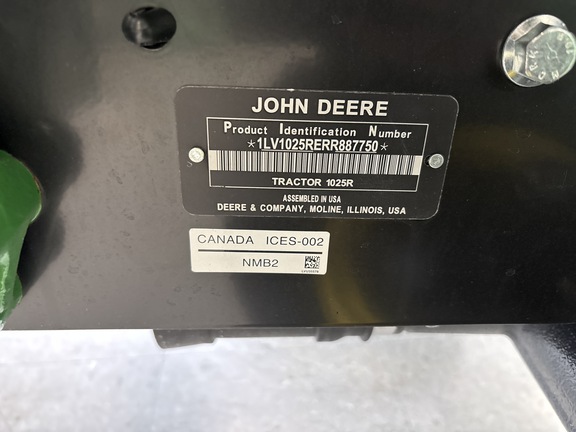 JOHN DEERE
Product Identification Number
*1LV1025RERR887750*
TRACTOR 1025R
ASSEMBLED IN USA
DEERE & COMPANY, MOLINE, ILLINOIS, USA
CANADA ICES-002
NMB2